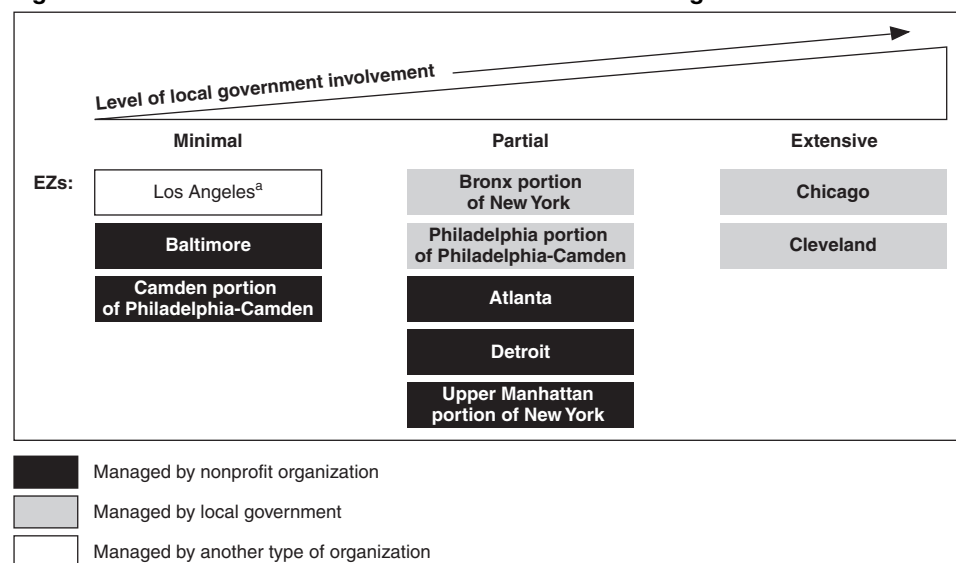 Level of local government involvement
Minimal
Partial
Extensive
EZs:
Los Angelesª
Bronx portion
of New York
Chicago
Baltimore
Philadelphia portion
of Philadelphia-Camden
Cleveland
Camden portion
of Philadelphia-Camden
Atlanta
Detroit
Upper Manhattan
portion of New York
Managed by nonprofit organization
Managed by local government
Managed by another type of organization